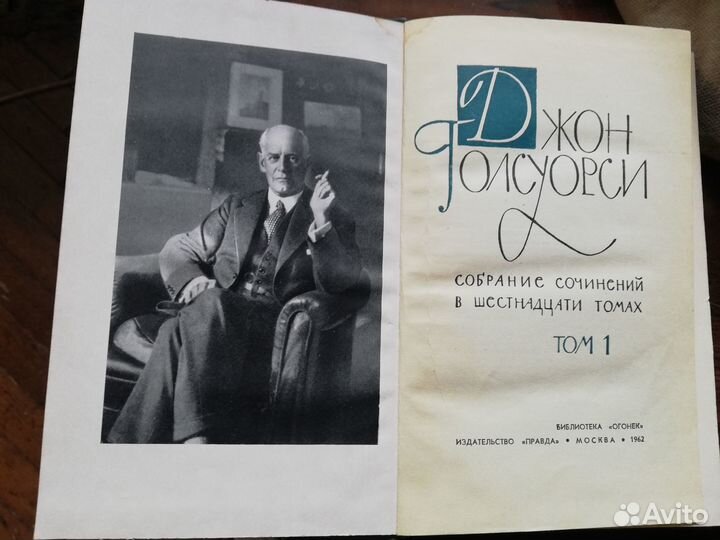 Джон
Голсуорси
СОБРАНИЕ СОЧИНЕНИЙ
В ШЕСТНАДЦАТИ ТОМАХ
ТОМ 1
БИБЛИОТЕКА «ОГОНЕК»
ИЗДАТЕЛЬСТВО «ПРАВДА» • МОСКВА • 1962
Avito